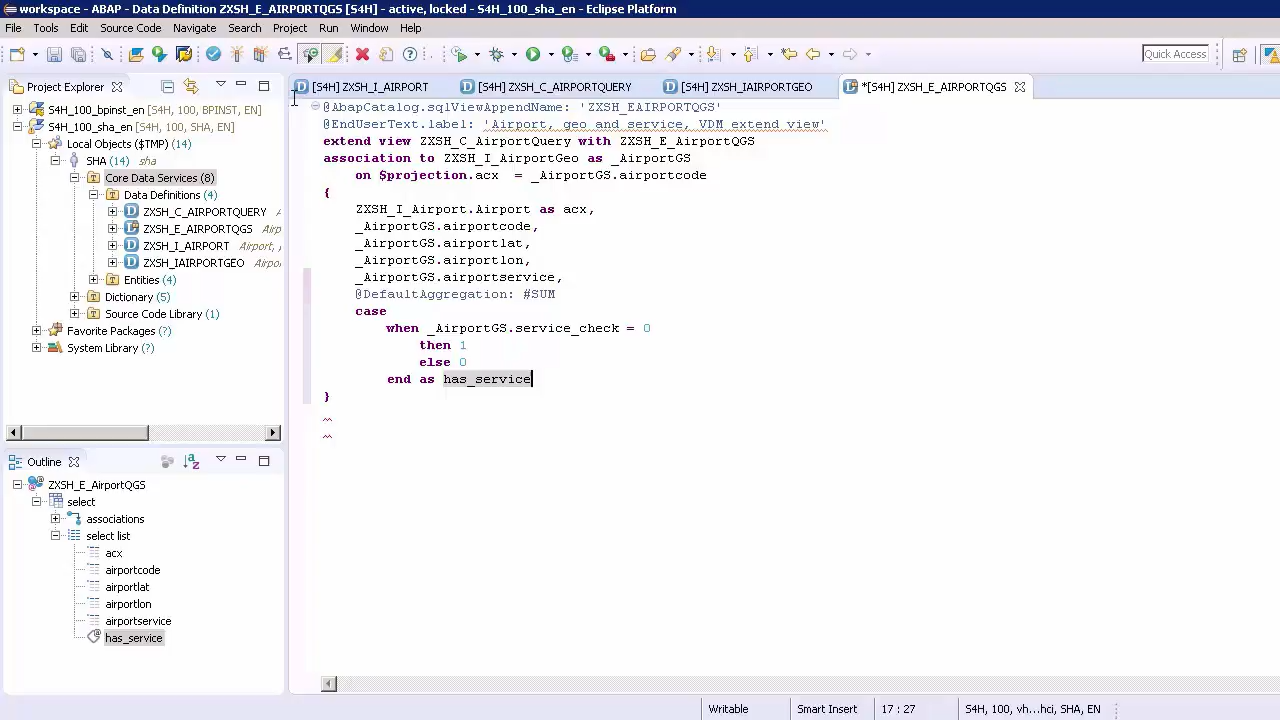 workspace - ABAP - Data Definition ZXSH_E_AIRPORTQGS [S4H] - active, locked - S4H_100_sha_en - Eclipse Platform
File Tools Edit Source Code Navigate Search Project Run Window Help
Quick Access
Project Explorer
S4H_100_bpinst_en [S4H, 100, BPINST, EN]
S4H_100_sha_en [S4H, 100, SHA, EN]
Local Objects ($TMP) (14)
SHA (14) sha
Core Data Services (8)
Data Definitions (4)
ZXSH_C_AIRPORTQUERY A
ZXSH_E_AIRPORTQGS Airp
ZXSH_I_AIRPORT Airport,
ZXSH_IAIRPORTGEO Airpo
Entities (4)
Dictionary (5)
Source Code Library (1)
Favorite Packages (?)
System Library (?)
Outline
ZXSH_E_AirportQGS
select
associations
select list
acx
airportcode
airportlat
airportlon
airportservice
has_service
[S4H] ZXSH_I_AIRPORT
[S4H] ZXSH_C_AIRPORTQUERY
[S4H] ZXSH_IAIRPORTGEO
*[S4H] ZXSH_E_AIRPORTQGS
@AbapCatalog.sqlViewAppendName: 'ZXSH_EAIRPORTQGS'
@EndUserText.label: 'Airport, geo and service, VDM extend view'
extend view ZXSH_C_AirportQuery with ZXSH_E_AirportQGS
association to ZXSH_I_AirportGeo as _AirportGS
on $projection.acx = _AirportGS.airportcode
{
ZXSH_I_Airport.Airport as acx,
_AirportGS.airportcode,
_AirportGS.airportlat,
_AirportGS.airportlon,
_AirportGS.airportservice,
@DefaultAggregation: #SUM
case
when _AirportGS.service_check = 0
then 1
else 0
end as has_service
}
Writable Smart Insert 17 : 27 S4H, 100, vh...hci, SHA, EN